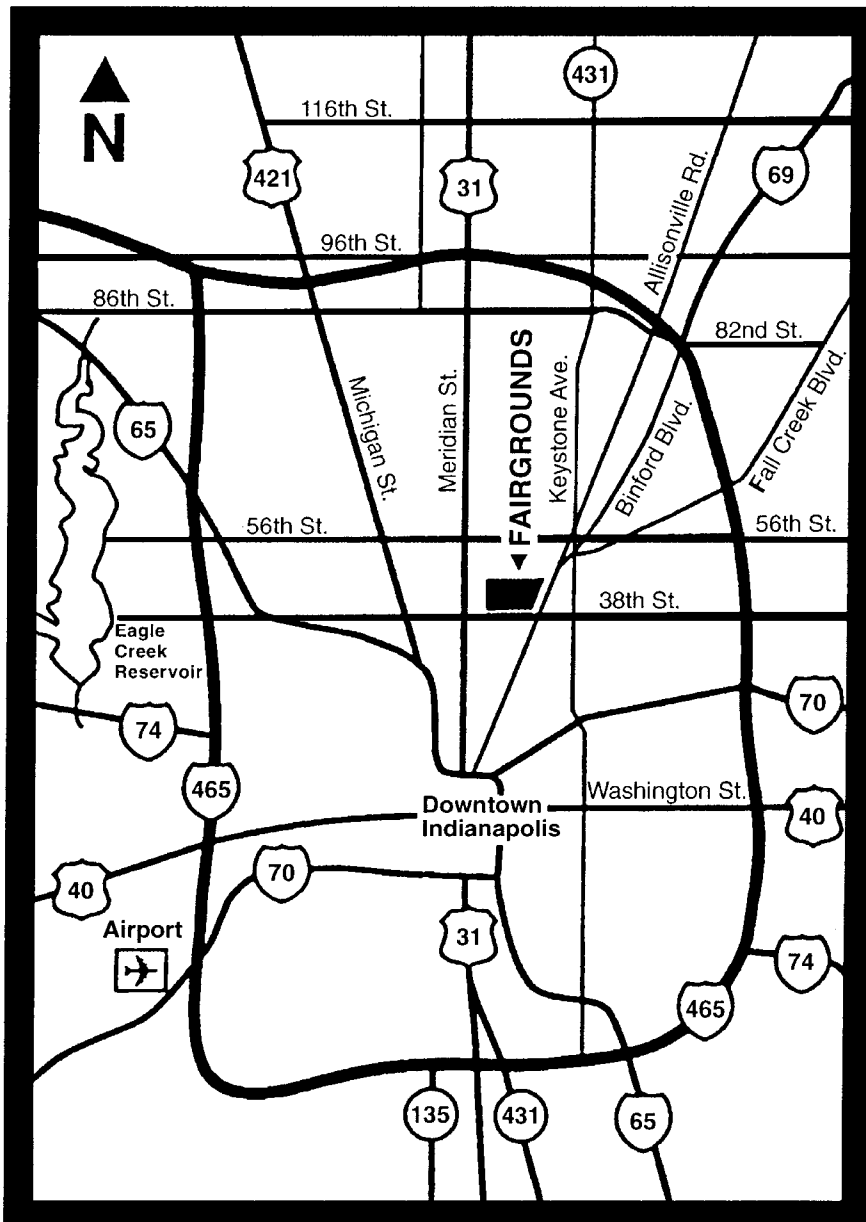 431
N
116th St.
421
31
Allisonville Rd.
69
96th St.
86th St.
82nd St.
65
Michigan St.
Meridian St.
FAIRGROUNDS
Keystone Ave.
Binford Blvd.
Fall Creek Blvd.
56th St.
56th St.
38th St.
Eagle
Creek
Reservoir
74
70
465
Downtown
Indianapolis
Washington St.
40
40
70
Airport
31
74
465
135
431
65